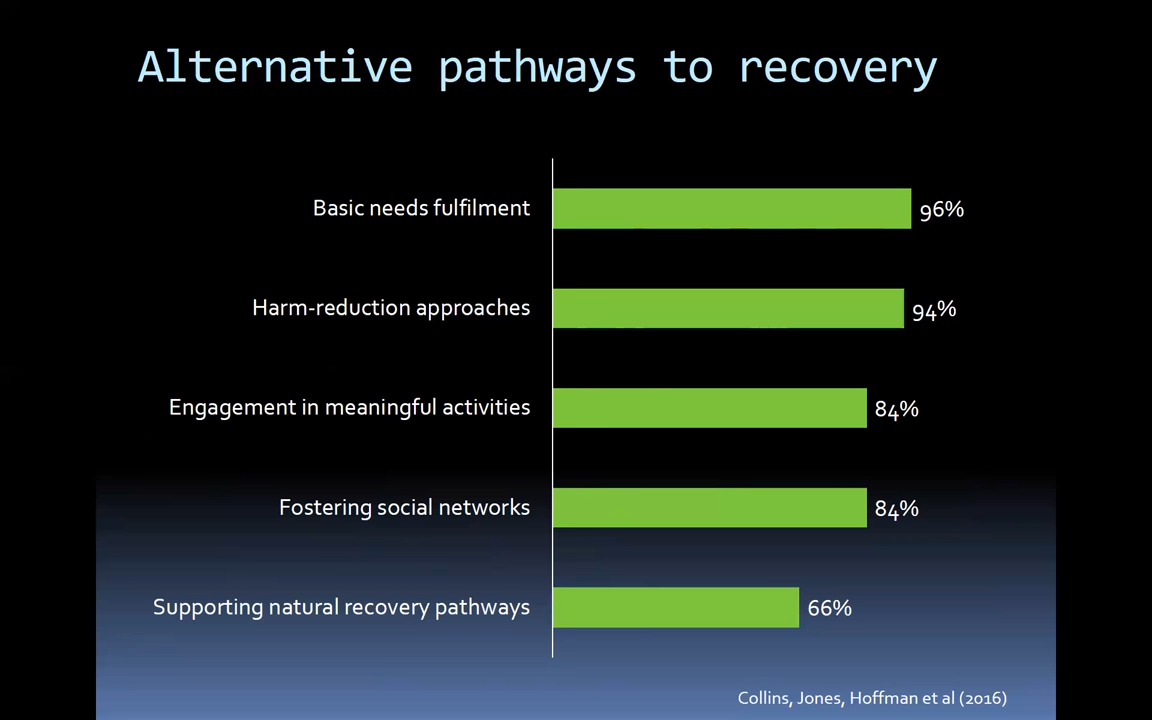 Alternative pathways to recovery
Basic needs fulfilment 96%
Harm-reduction approaches 94%
Engagement in meaningful activities 84%
Fostering social networks 84%
Supporting natural recovery pathways 66%
Collins, Jones, Hoffman et al (2016)